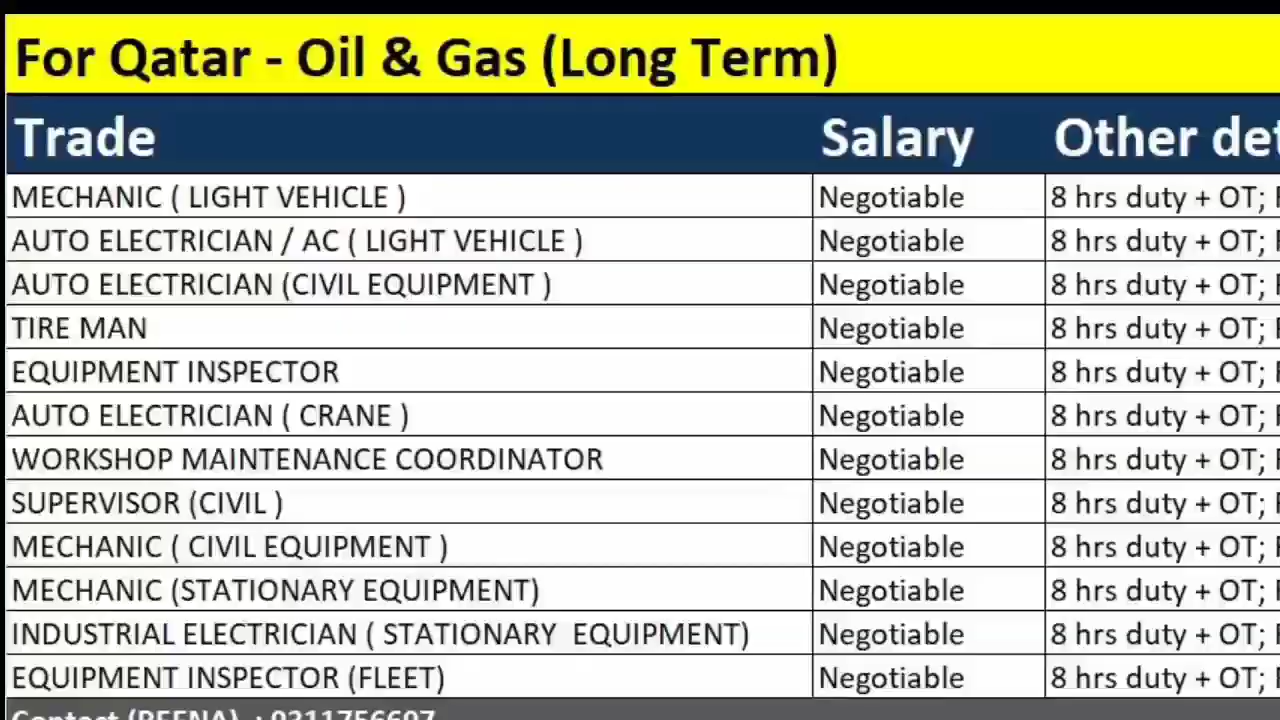 For Qatar - Oil & Gas (Long Term)
Trade Salary Other det
MECHANIC ( LIGHT VEHICLE ) Negotiable 8 hrs duty + OT;
AUTO ELECTRICIAN / AC ( LIGHT VEHICLE ) Negotiable 8 hrs duty + OT;
AUTO ELECTRICIAN (CIVIL EQUIPMENT ) Negotiable 8 hrs duty + OT;
TIRE MAN Negotiable 8 hrs duty + OT;
EQUIPMENT INSPECTOR Negotiable 8 hrs duty + OT;
AUTO ELECTRICIAN ( CRANE ) Negotiable 8 hrs duty + OT;
WORKSHOP MAINTENANCE COORDINATOR Negotiable 8 hrs duty + OT;
SUPERVISOR (CIVIL ) Negotiable 8 hrs duty + OT;
MECHANIC ( CIVIL EQUIPMENT ) Negotiable 8 hrs duty + OT;
MECHANIC (STATIONARY EQUIPMENT) Negotiable 8 hrs duty + OT;
INDUSTRIAL ELECTRICIAN ( STATIONARY EQUIPMENT) Negotiable 8 hrs duty + OT;
EQUIPMENT INSPECTOR (FLEET) Negotiable 8 hrs duty + OT;
Contact (REENA) :